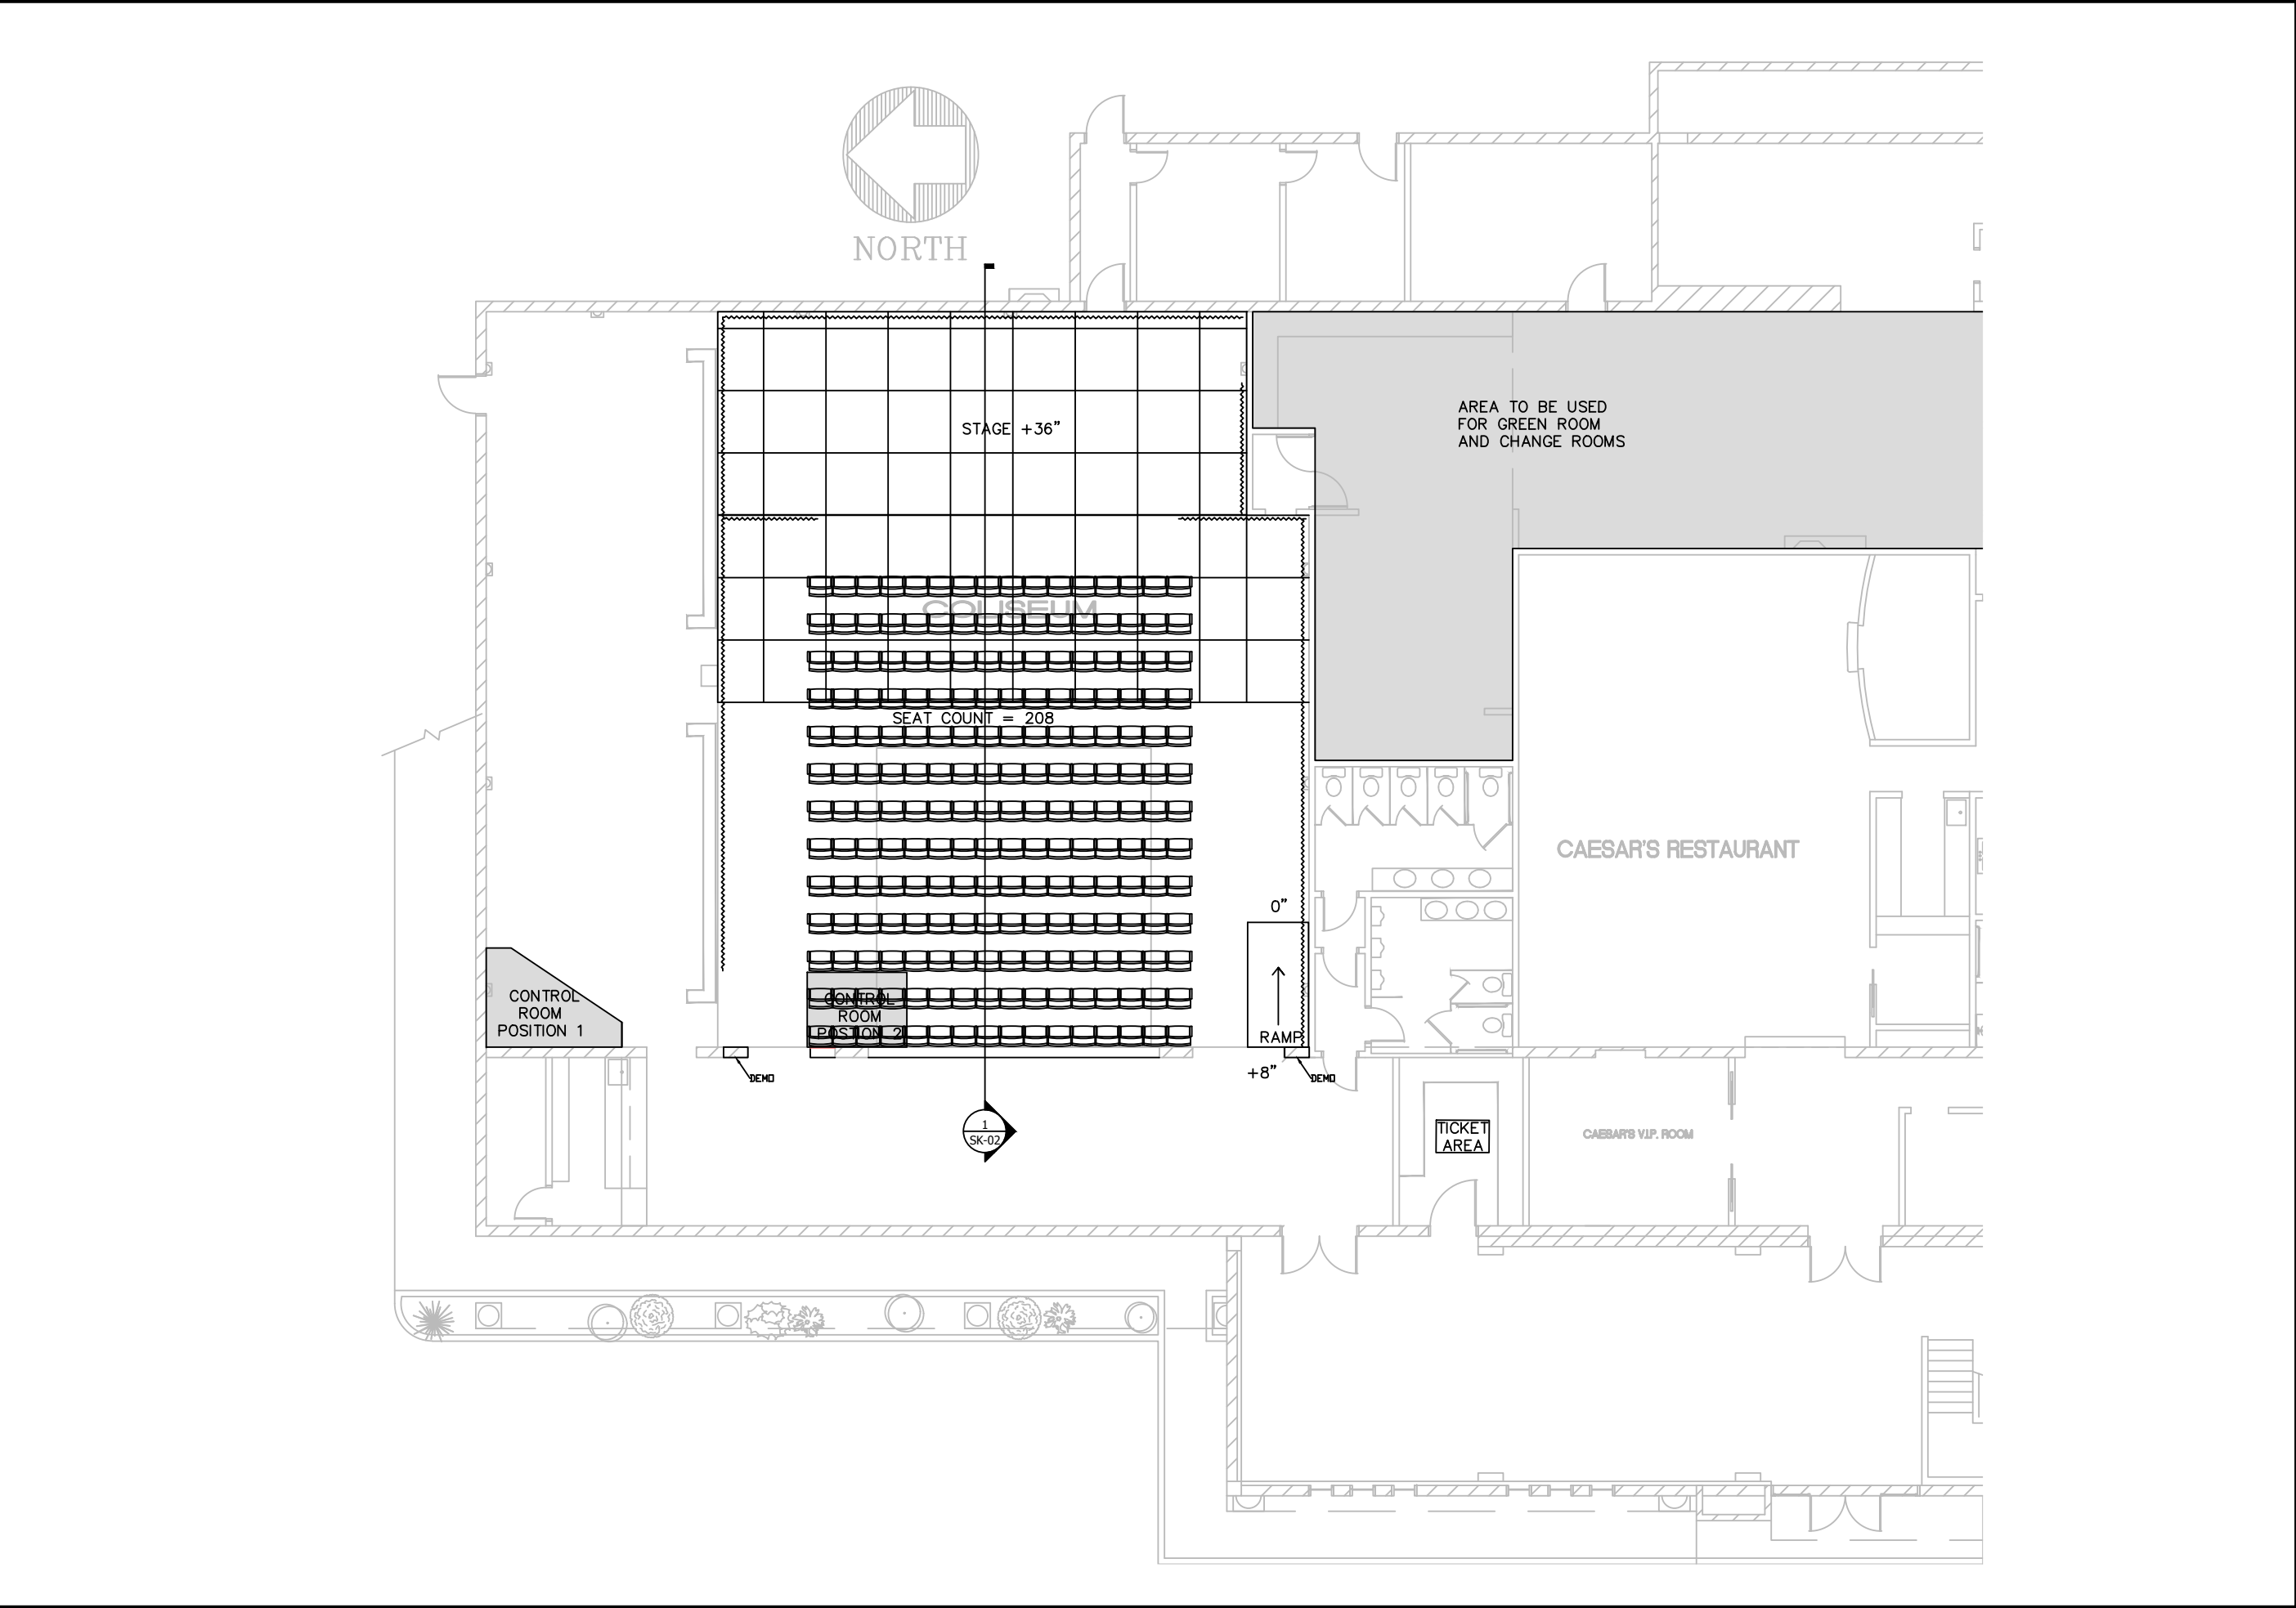 NORTH
AREA TO BE USED
FOR GREEN ROOM
AND CHANGE ROOMS
STAGE +36”
COLISEUM
SEAT COUNT = 208
CAESAR'S RESTAURANT
0”
CONTROL
ROOM
POSITION 1
CONTROL
ROOM
POSTION 2
RAMP
+8”
DEMO
DEMO
1
SK-02
TICKET
AREA
CAESAR'S V.I.P. ROOM